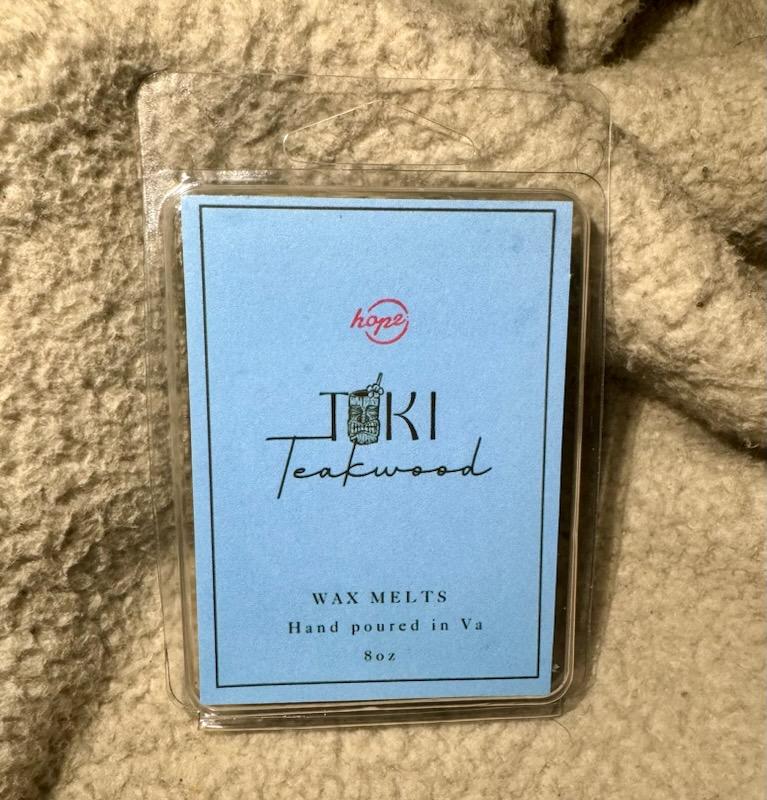 hope
TIKI
Teakwood
WAX MELTS
Hand poured in Va
8oz